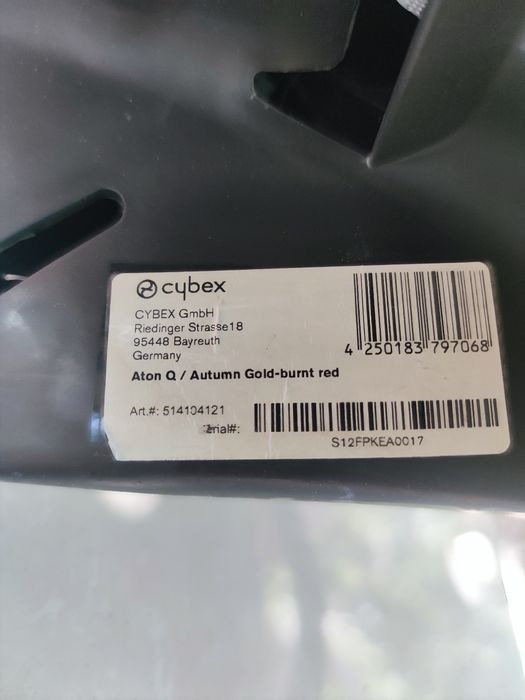 cybex
CYBEX GmbH
Riedinger Strasse18
95448 Bayreuth
Germany
4 250183 797068
Aton Q / Autumn Gold-burnt red
Art.#: 514104121
S12FPKEA0017